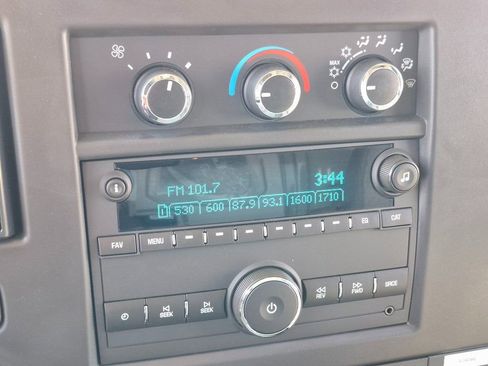 MAX
FM 101.7 3:44
1 530 600 87.9 93.1 1600 1710
FAV MENU EQ CAT
SEEK SEEK REV FWD SRCE